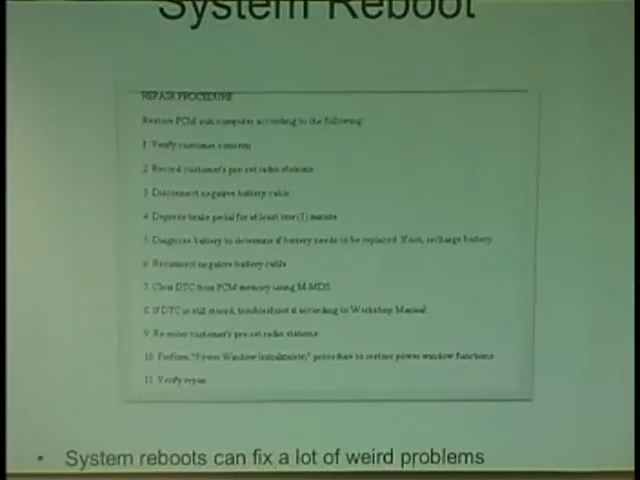 System Reboot
REPAIR PROCEDURE
Restore PCM sub computer according to the following
1. Verify customer concern
2. Record customer's pre-set radio stations
3. Disconnect negative battery cable
4. Depress brake pedal for at least one (1) minute
5. Diagnose battery to determine if battery needs to be replaced. If not, recharge battery.
6. Reconnect negative battery cable
7. Clear DTC from PCM memory using M-MDS
8. If DTC is still stored, troubleshoot it according to Workshop Manual
9. Re-enter customer's pre-set radio stations
10. Perform "Power Window Initialization" procedure to restore power window functions
11. Verify repair
• System reboots can fix a lot of weird problems